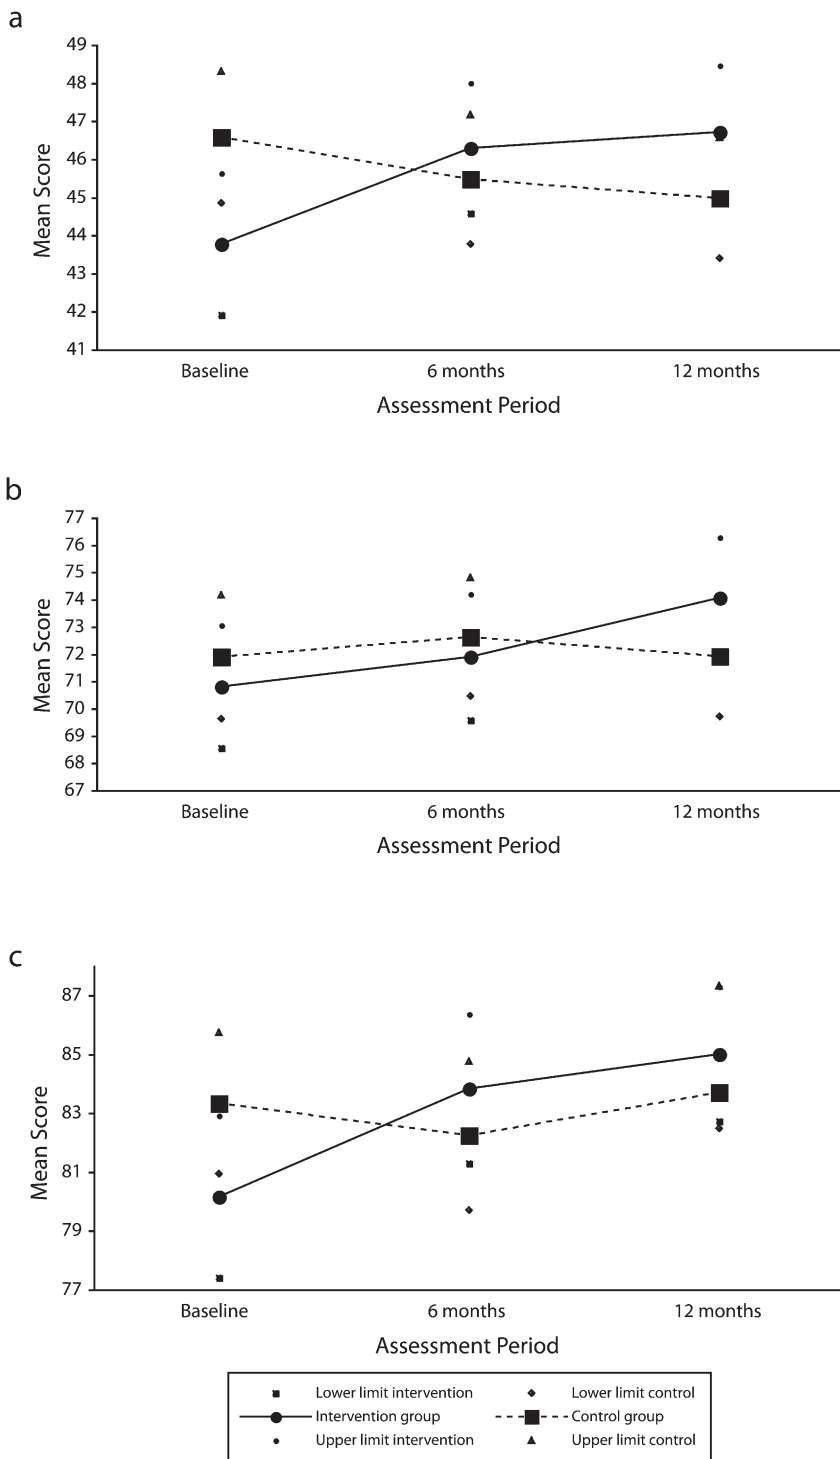 a
49
48
47
46
45
44
43
42
41
Mean Score
Baseline 6 months 12 months
Assessment Period
b
77
76
75
74
73
72
71
70
69
68
67
Mean Score
Baseline 6 months 12 months
Assessment Period
c
87
85
83
81
79
77
Mean Score
Baseline 6 months 12 months
Assessment Period
Lower limit intervention Lower limit control
Intervention group Control group
Upper limit intervention Upper limit control